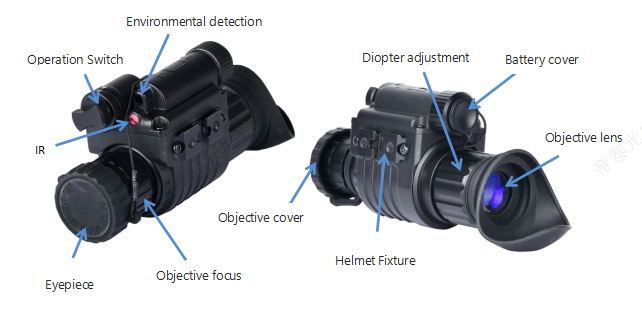 Environmental detection
Operation Switch
Diopter adjustment
Battery cover
Objective lens
IR
Objective cover
Helmet Fixture
Objective focus
Eyepiece